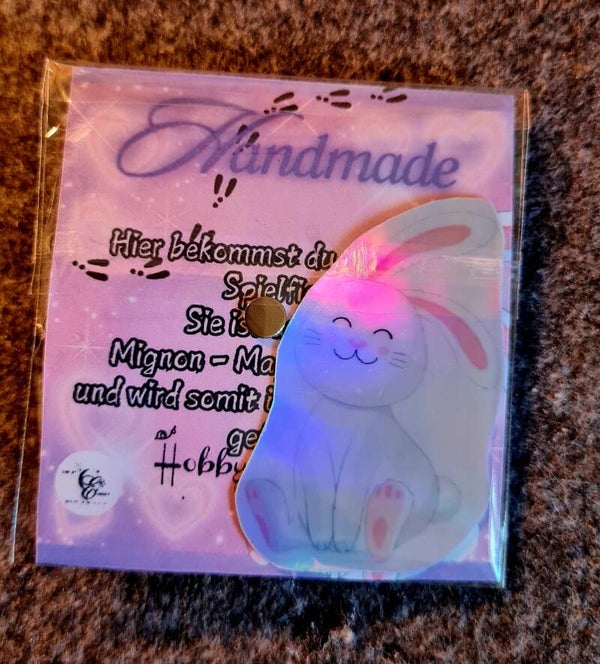 Handmade
Hier bekommst du
Spielfi
Sie is
Mignon - Ma
und wird somit i
ge
Hobby